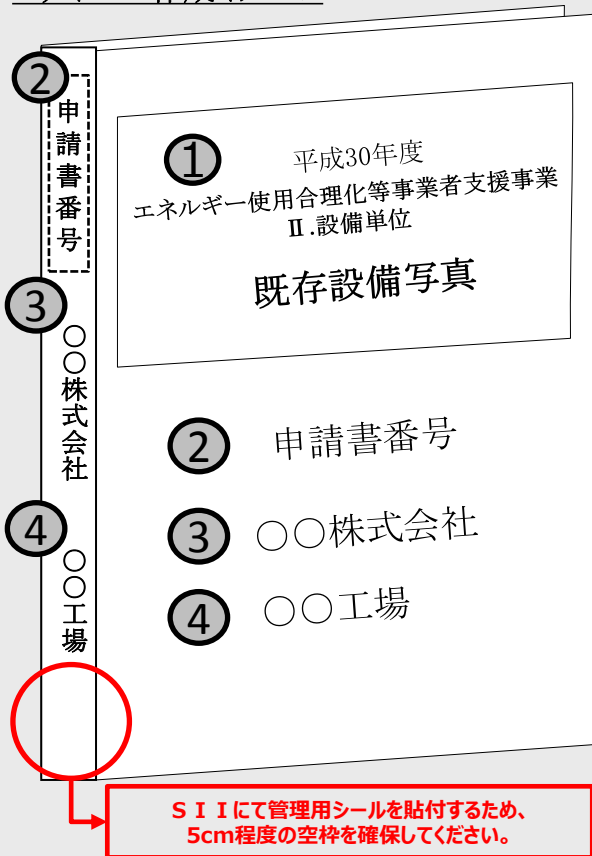 ②
申請書番号
③
○○株式会社
④
○○工場
①
平成30年度
エネルギー使用合理化等事業者支援事業
Ⅱ.設備単位
既存設備写真
② 申請書番号
③ ○○株式会社
④ ○○工場
ＳＩＩにて管理用シールを貼付するため、
5cm程度の空枠を確保してください。